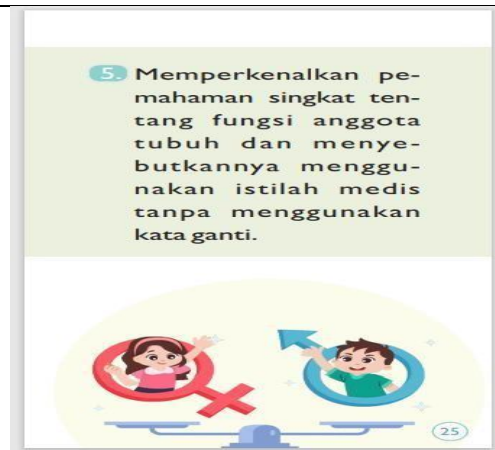 5. Memperkenalkan pe-
mahaman singkat ten-
tang fungsi anggota
tubuh dan menye-
butkannya menggu-
nakan istilah medis
tanpa menggunakan
kata ganti.
25